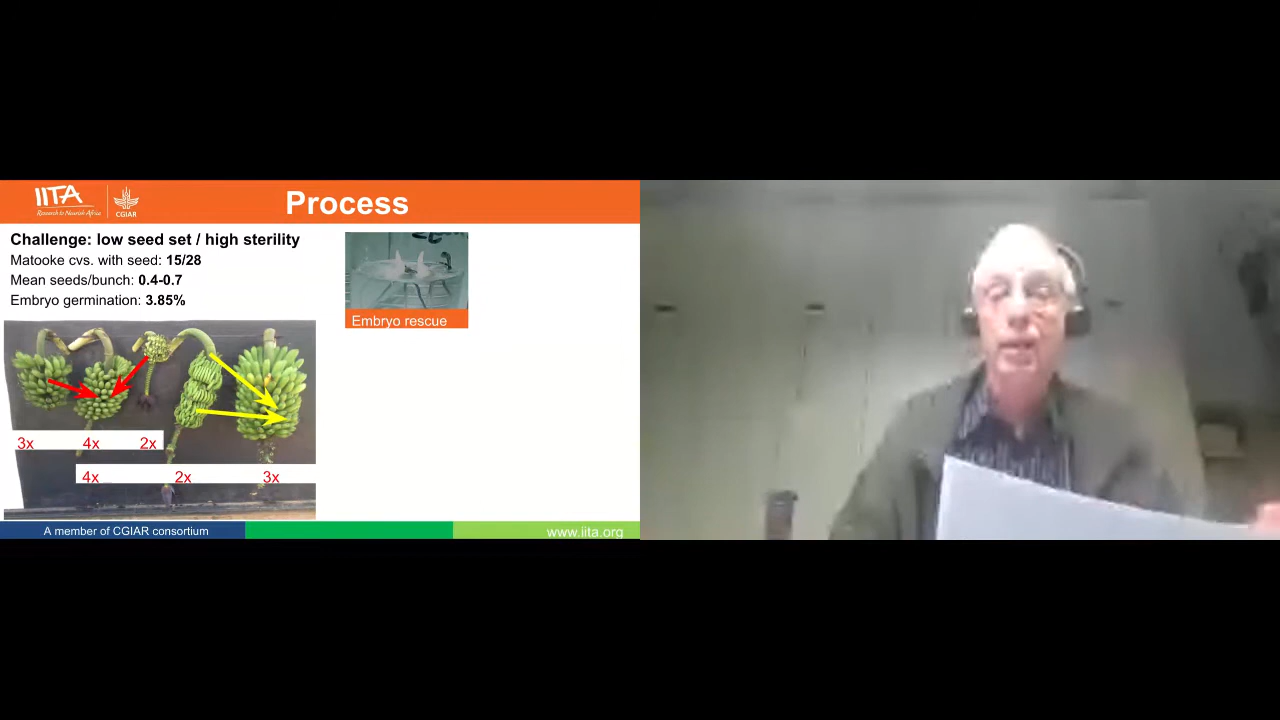 IITA
Research to Nourish Africa
CGIAR
Process
Challenge: low seed set / high sterility
Matooke cvs. with seed: 15/28
Mean seeds/bunch: 0.4-0.7
Embryo germination: 3.85%
Embryo rescue
3x 4x 2x
4x 2x 3x
A member of CGIAR consortium
www.iita.org